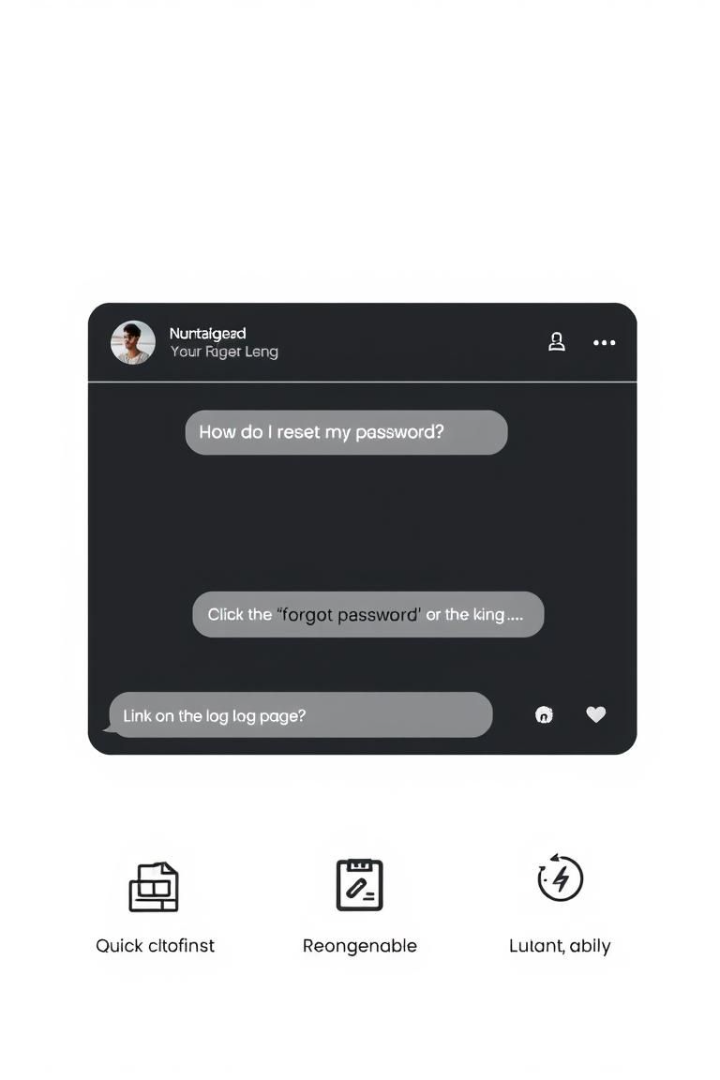 Nuntalgead
Your Fager Leng
How do I reset my password?
Click the “forgot password' or the king....
Link on the log log page?
Quick cltofinst
Reongenable
Lutant, abily